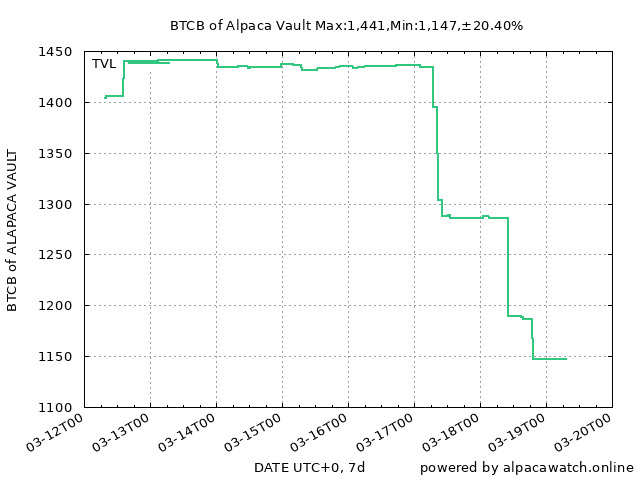 BTCB of Alpaca Vault Max:1,441,Min:1,147,±20.40%
TVL
1450
1400
1350
1300
1250
1200
1150
1100
BTCB of ALAPACA VAULT
03-12T00
03-13T00
03-14T00
03-15T00
03-16T00
03-17T00
03-18T00
03-19T00
03-20T00
DATE UTC+0, 7d
powered by alpacawatch.online